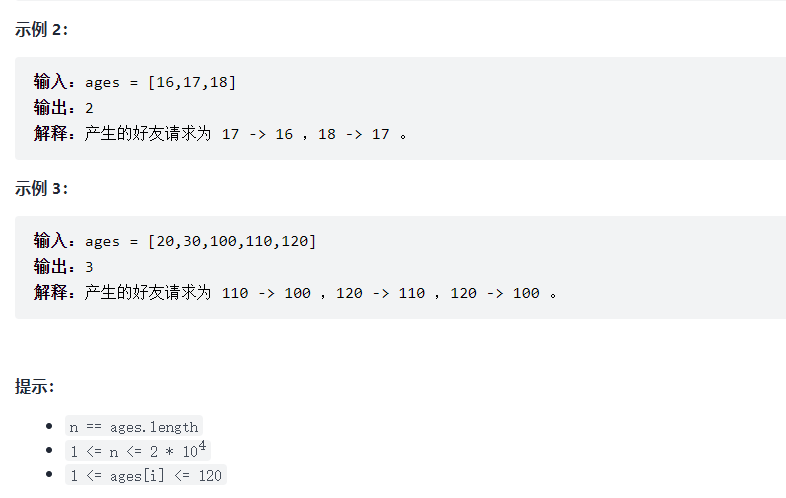 示例 2：
输入：ages = [16,17,18]
输出：2
解释：产生的好友请求为 17 -> 16 ，18 -> 17 。
示例 3：
输入：ages = [20,30,100,110,120]
输出：3
解释：产生的好友请求为 110 -> 100 ，120 -> 110 ，120 -> 100 。
提示：
n == ages.length
1 <= n <= 2 * 10⁴
1 <= ages[i] <= 120